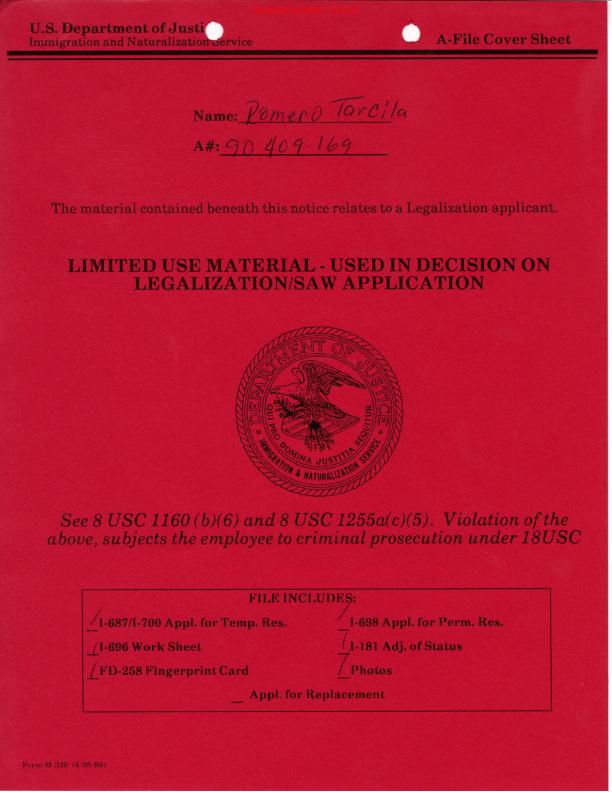 U.S. Department of Justi
Immigration and Naturalization Service
A-File Cover Sheet
Name: Romero Tarcila
A#: 90 409 169
The material contained beneath this notice relates to a Legalization applicant.
LIMITED USE MATERIAL - USED IN DECISION ON
LEGALIZATION/SAW APPLICATION
DEPARTMENT OF JUSTICE
QUI PRO DOMINA JUSTITIA SEQUITUR
IMMIGRATION & NATURALIZATION SERVICE
See 8 USC 1160 (b)(6) and 8 USC 1255a(c)(5). Violation of the
above, subjects the employee to criminal prosecution under 18USC
FILE INCLUDES:
/ I-687/I-700 Appl. for Temp. Res.
/ I-698 Appl. for Perm. Res.
/ I-696 Work Sheet
/ I-181 Adj. of Status
/ FD-258 Fingerprint Card
/ Photos
_ Appl. for Replacement
Form M-330 (4-05-90)